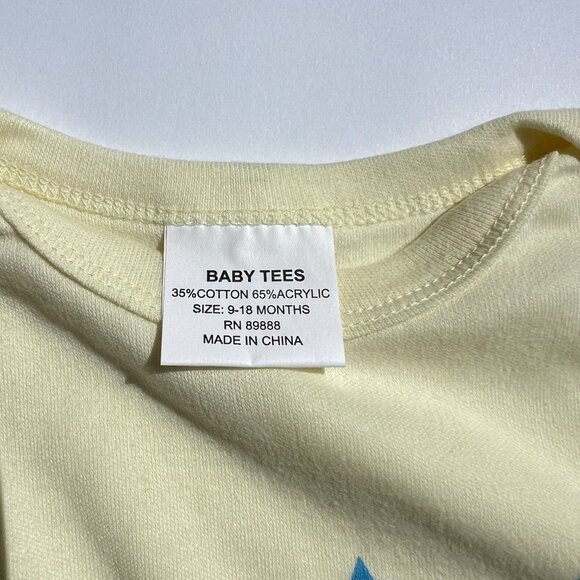 BABY TEES
35%COTTON 65%ACRYLIC
SIZE: 9-18 MONTHS
RN 89888
MADE IN CHINA